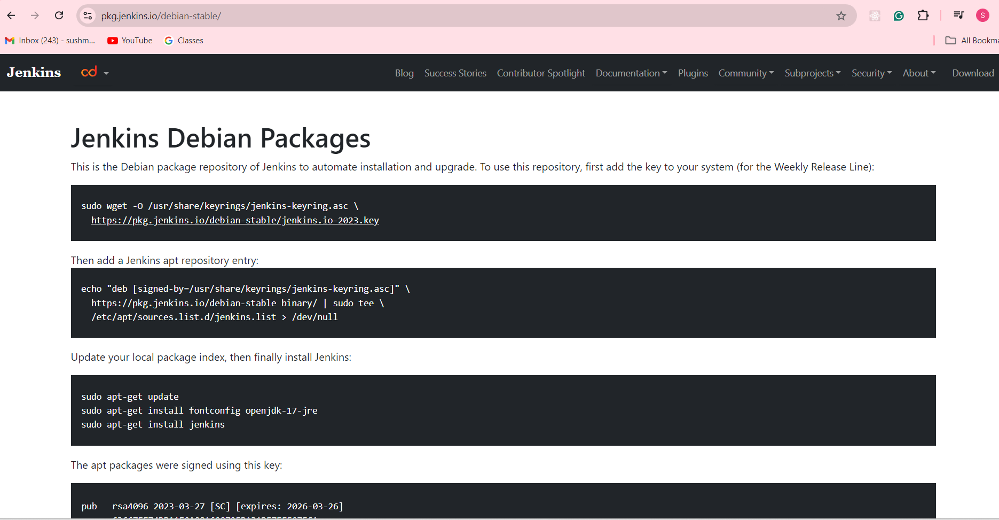 pkg.jenkins.io/debian-stable/
S
Inbox (243) - sushm...
YouTube
Classes
All Bookma
Jenkins
cd
Blog
Success Stories
Contributor Spotlight
Documentation
Plugins
Community
Subprojects
Security
About
Download
Jenkins Debian Packages
This is the Debian package repository of Jenkins to automate installation and upgrade. To use this repository, first add the key to your system (for the Weekly Release Line):
sudo wget -O /usr/share/keyrings/jenkins-keyring.asc \
https://pkg.jenkins.io/debian-stable/jenkins.io-2023.key
Then add a Jenkins apt repository entry:
echo "deb [signed-by=/usr/share/keyrings/jenkins-keyring.asc]" \
https://pkg.jenkins.io/debian-stable binary/ | sudo tee \
/etc/apt/sources.list.d/jenkins.list > /dev/null
Update your local package index, then finally install Jenkins:
sudo apt-get update
sudo apt-get install fontconfig openjdk-17-jre
sudo apt-get install jenkins
The apt packages were signed using this key:
pub   rsa4096 2023-03-27 [SC] [expires: 2026-03-26]